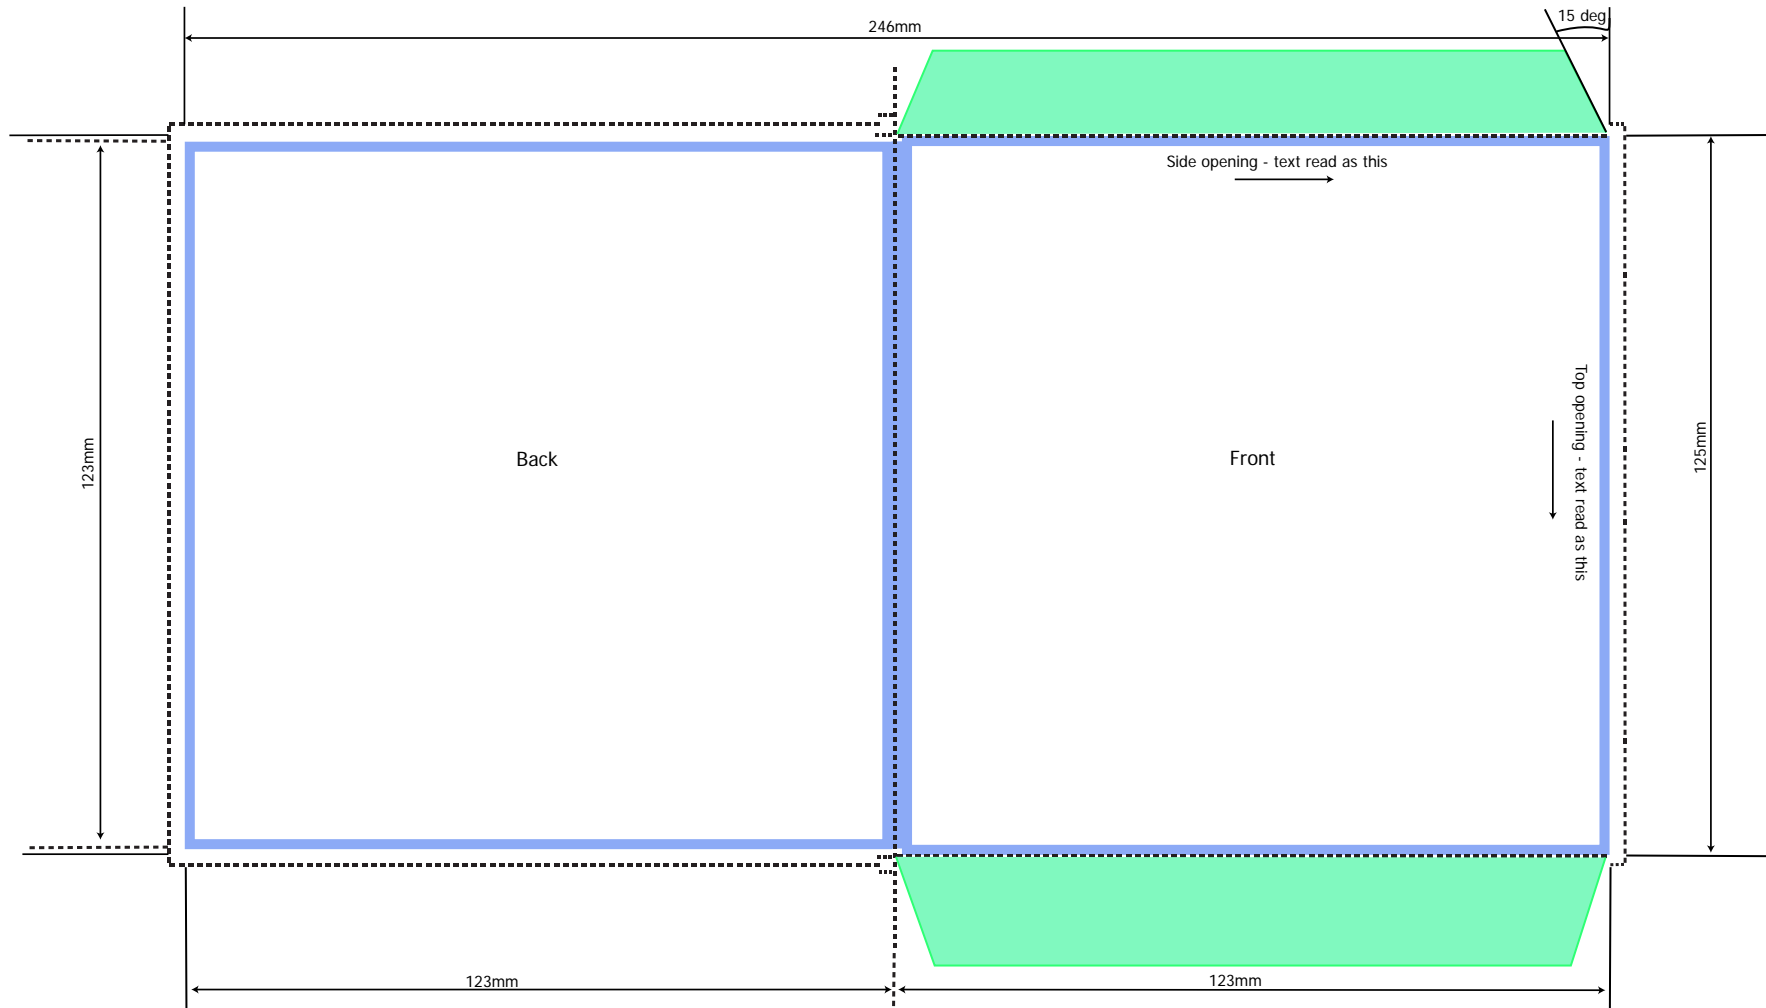 246mm
15 deg
Side opening - text read as this
Top opening - text read as this
123mm
Back
Front
125mm
123mm
123mm